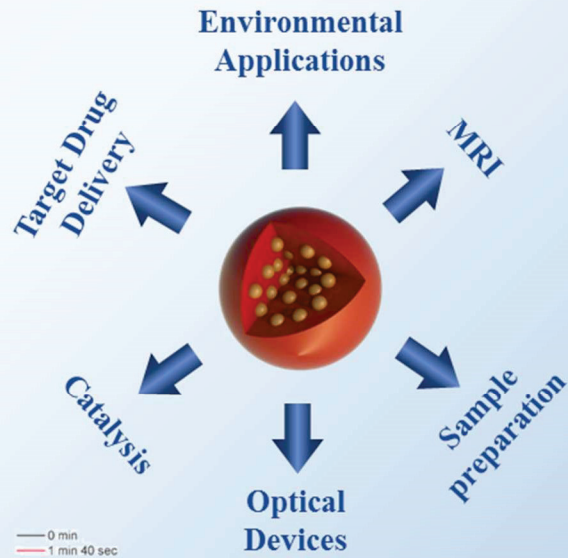 Environmental
Applications
Target Drug
Delivery
MRI
Catalysis
Sample
preparation
Optical
Devices
0 min
1 min 40 sec